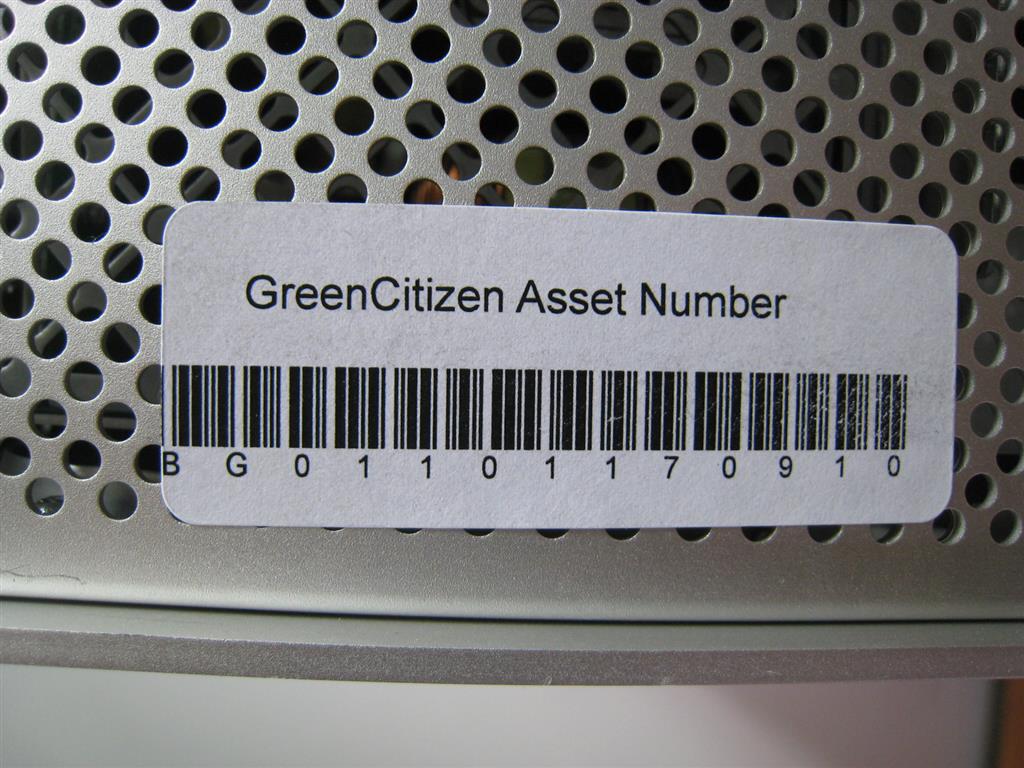 GreenCitizen Asset Number
B G 0 1 1 0 1 1 7 0 9 1 0